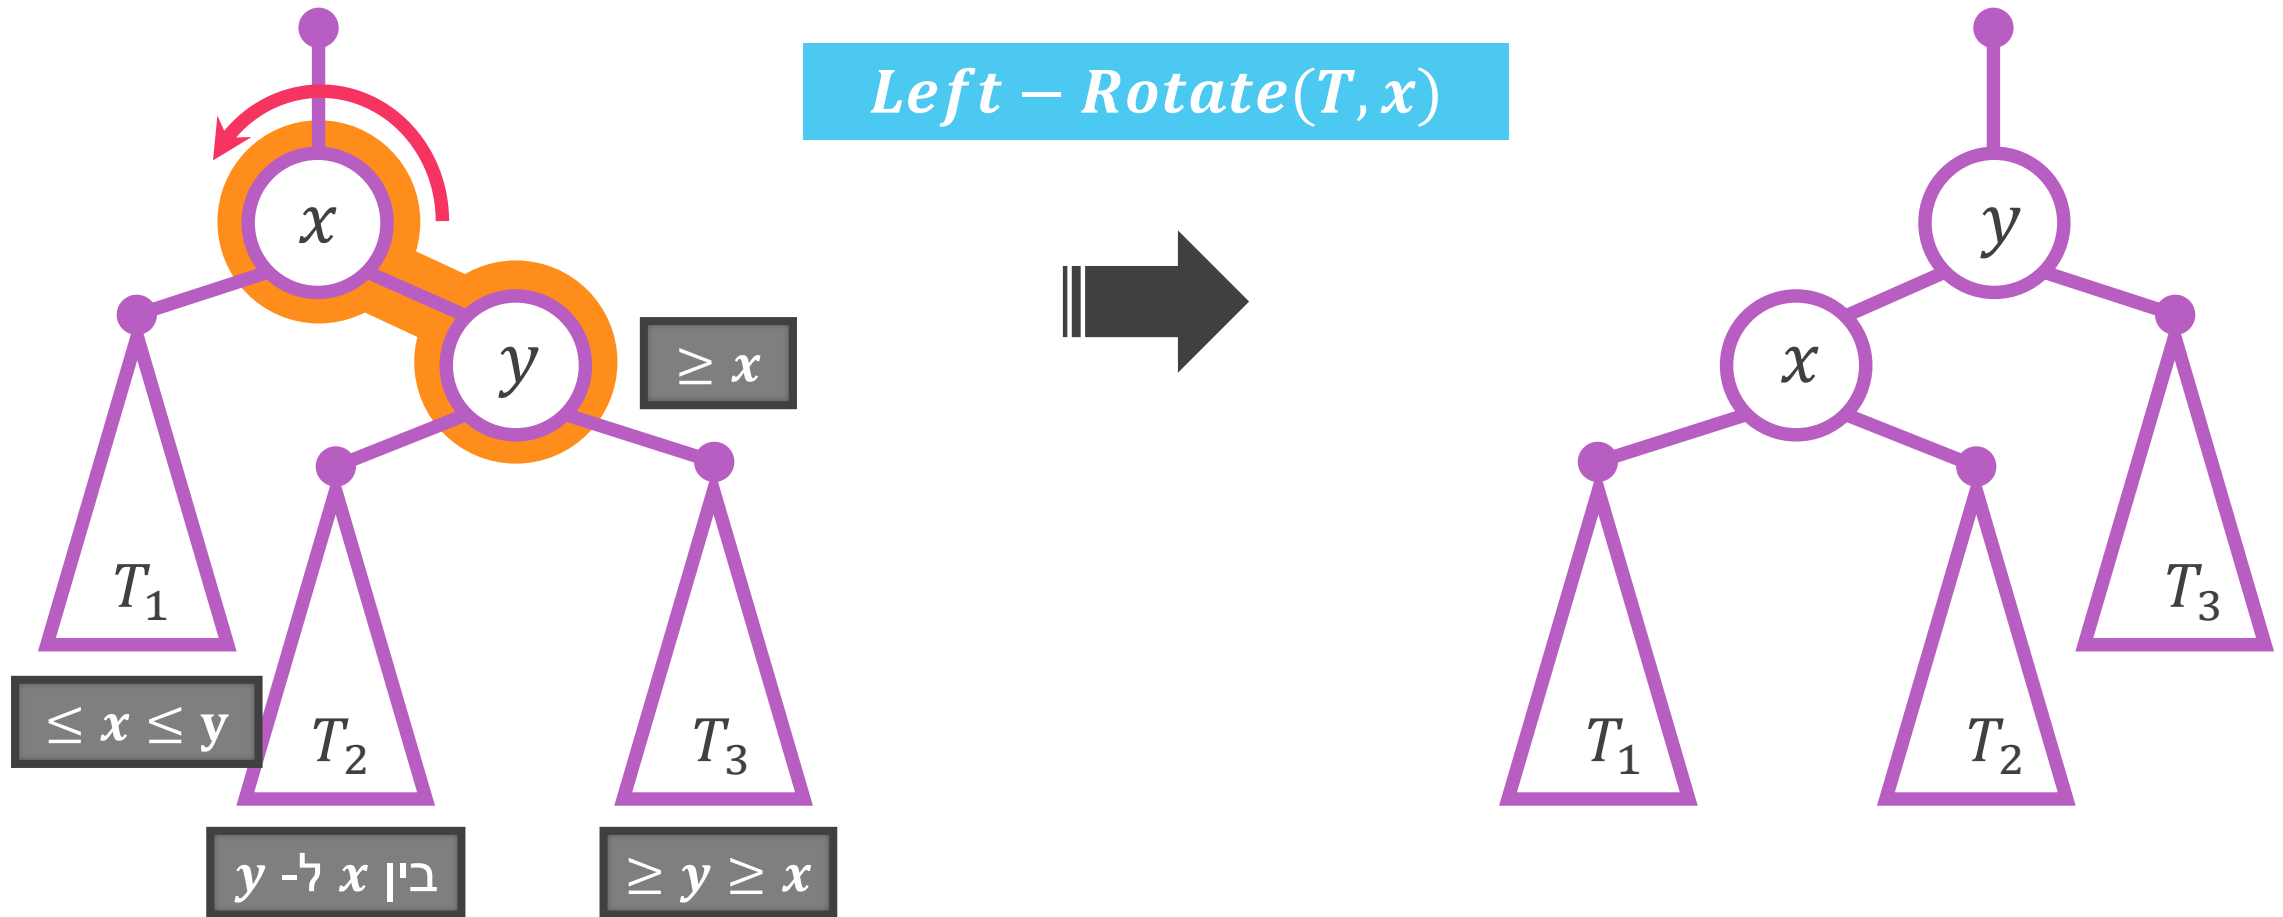 Left − Rotate(T, x)
x
y
≥ x
T₁
≤ x ≤ y
T₂
בין x ל- y
T₃
≥ y ≥ x
y
x
T₃
T₁
T₂